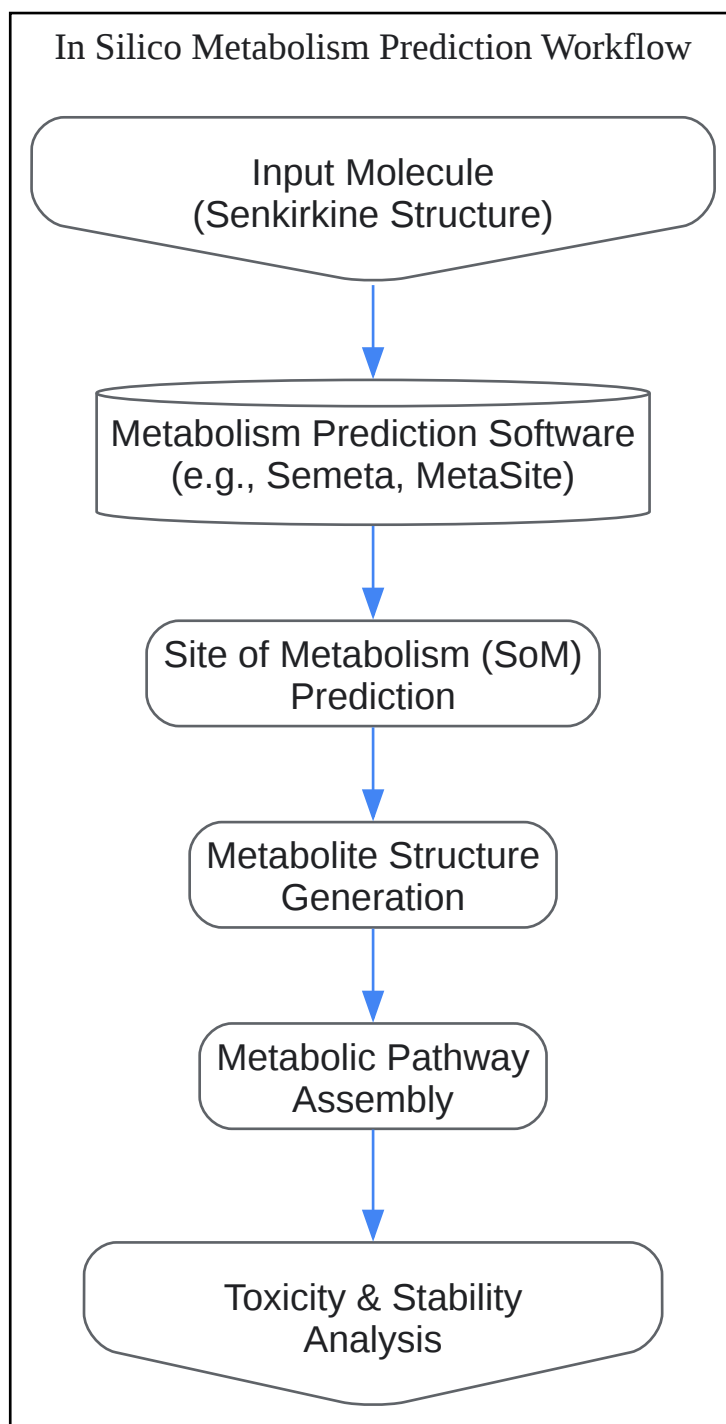 In Silico Metabolism Prediction Workflow
Input Molecule
(Senkirkine Structure)
Metabolism Prediction Software
(e.g., Semeta, MetaSite)
Site of Metabolism (SoM)
Prediction
Metabolite Structure
Generation
Metabolic Pathway
Assembly
Toxicity & Stability
Analysis